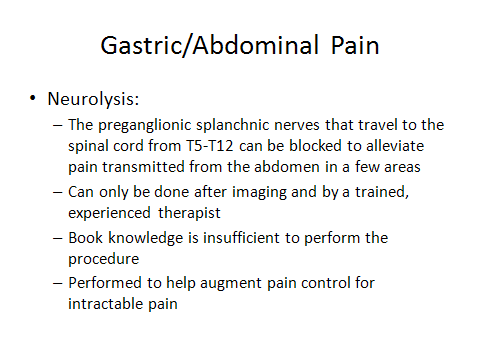 Gastric/Abdominal Pain
• Neurolysis:
– The preganglionic splanchnic nerves that travel to the
spinal cord from T5-T12 can be blocked to alleviate
pain transmitted from the abdomen in a few areas
– Can only be done after imaging and by a trained,
experienced therapist
– Book knowledge is insufficient to perform the
procedure
– Performed to help augment pain control for
intractable pain